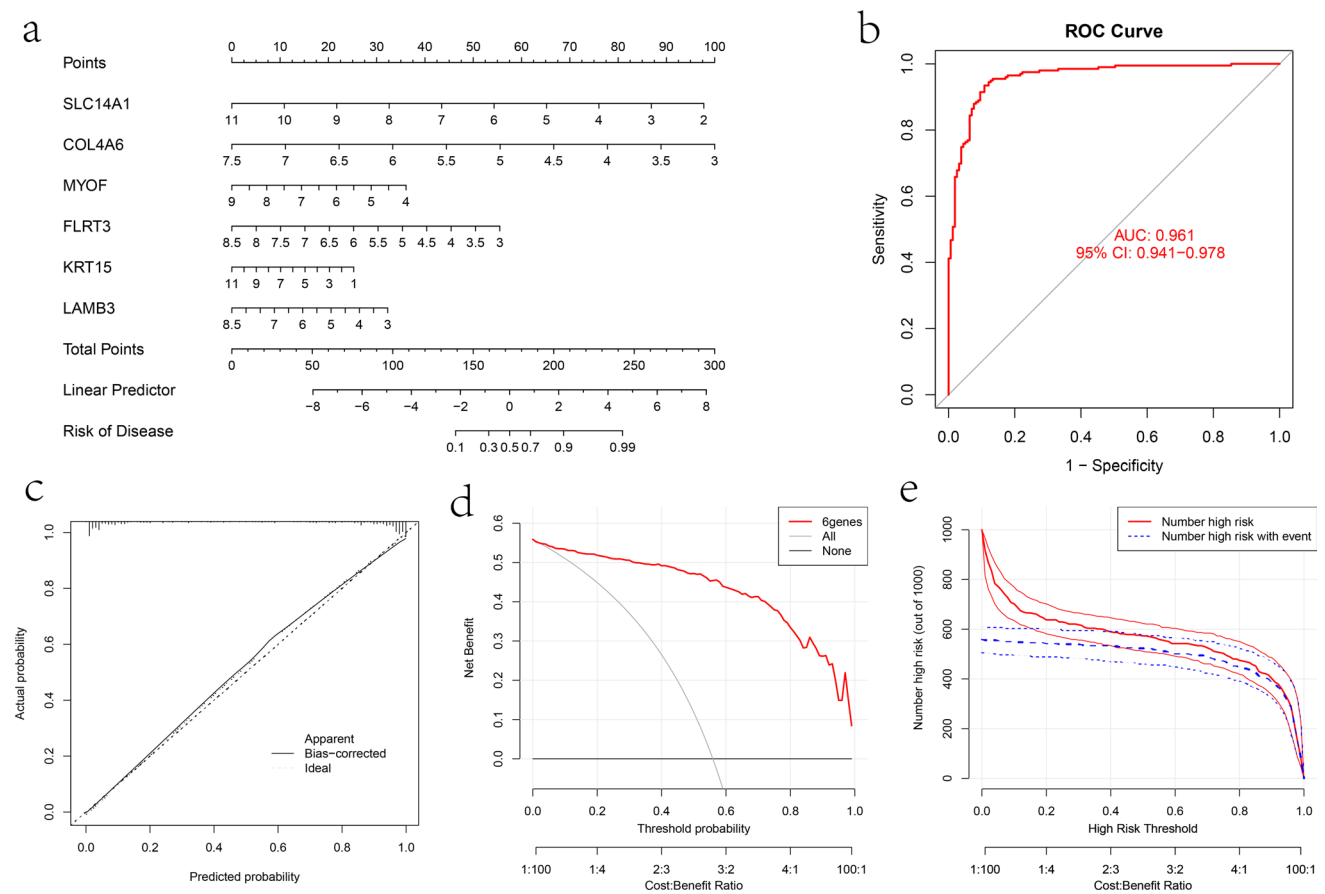 a
Points
0 10 20 30 40 50 60 70 80 90 100
SLC14A1
11 10 9 8 7 6 5 4 3 2
COL4A6
7.5 7 6.5 6 5.5 5 4.5 4 3.5 3
MYOF
9 8 7 6 5 4
FLRT3
8.5 8 7.5 7 6.5 6 5.5 5 4.5 4 3.5 3
KRT15
11 9 7 5 3 1
LAMB3
8.5 7 6 5 4 3
Total Points
0 50 100 150 200 250 300
Linear Predictor
−8 −6 −4 −2 0 2 4 6 8
Risk of Disease
0.1 0.3 0.5 0.7 0.9 0.99
b
ROC Curve
Sensitivity
1.0
0.8
0.6
0.4
0.2
0.0
AUC: 0.961
95% CI: 0.941−0.978
0.0 0.2 0.4 0.6 0.8 1.0
1 − Specificity
c
Actual probability
1.0
0.8
0.6
0.4
0.2
0.0
Apparent
Bias−corrected
Ideal
0.0 0.2 0.4 0.6 0.8 1.0
Predicted probability
d
Net Benefit
0.6
0.5
0.4
0.3
0.2
0.1
0.0
6genes
All
None
0.0 0.2 0.4 0.6 0.8 1.0
Threshold probability
1:100 1:4 2:3 3:2 4:1 100:1
Cost:Benefit Ratio
e
Number high risk (out of 1000)
1000
800
600
400
200
0
Number high risk
Number high risk with event
0.0 0.2 0.4 0.6 0.8 1.0
High Risk Threshold
1:100 1:4 2:3 3:2 4:1 100:1
Cost:Benefit Ratio